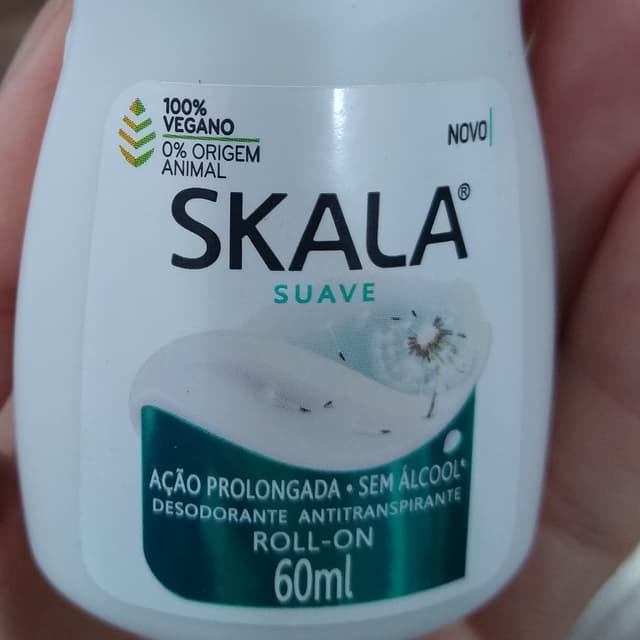 100%
VEGANO
0% ORIGEM
ANIMAL
NOVO
SKALA®
SUAVE
AÇÃO PROLONGADA • SEM ÁLCOOL*
DESODORANTE ANTITRANSPIRANTE
ROLL-ON
60ml